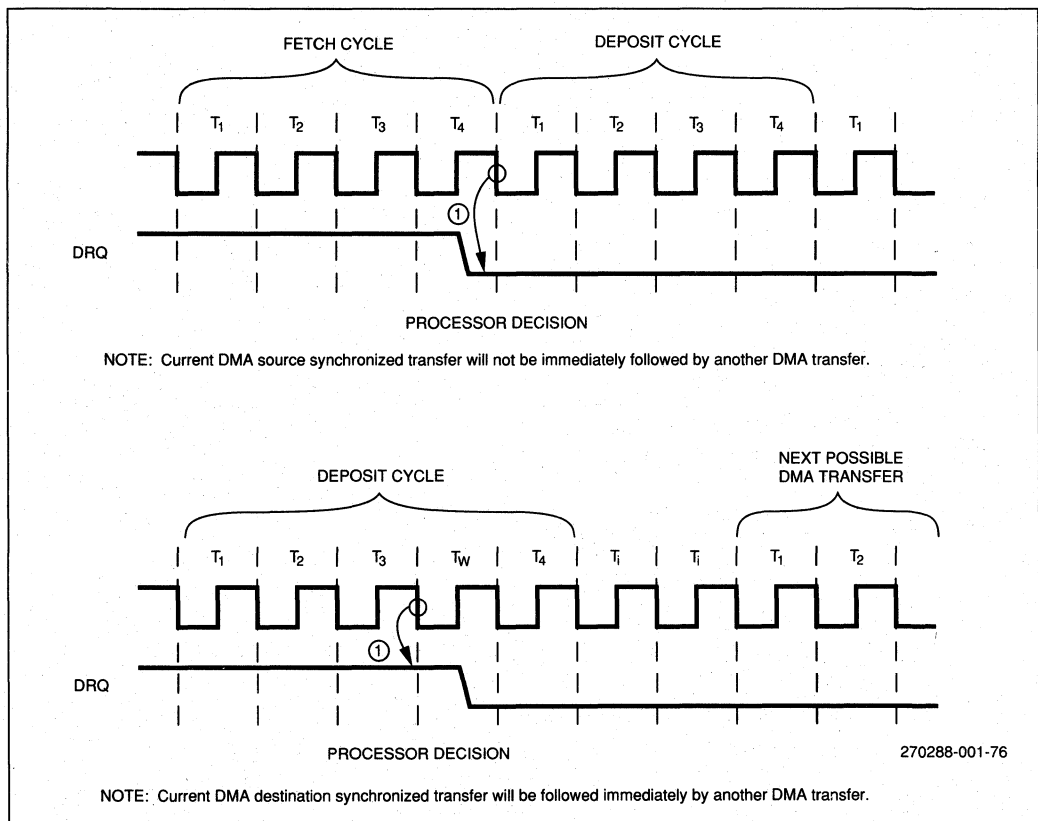 FETCH CYCLE DEPOSIT CYCLE
T1 T2 T3 T4 T1 T2 T3 T4 T1
1
DRQ
PROCESSOR DECISION
NOTE: Current DMA source synchronized transfer will not be immediately followed by another DMA transfer.
NEXT POSSIBLE
DMA TRANSFER
DEPOSIT CYCLE
T1 T2 T3 TW T4 Ti Ti T1 T2
1
DRQ
PROCESSOR DECISION
270288-001-76
NOTE: Current DMA destination synchronized transfer will be followed immediately by another DMA transfer.